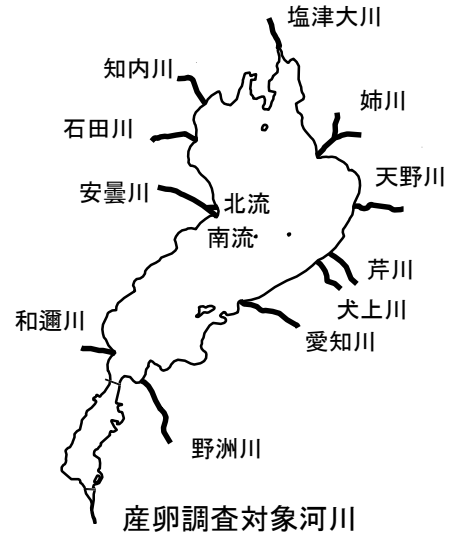 塩津大川
知内川
姉川
石田川
天野川
安曇川
北流
南流
芹川
犬上川
和邇川
愛知川
野洲川
産卵調査対象河川